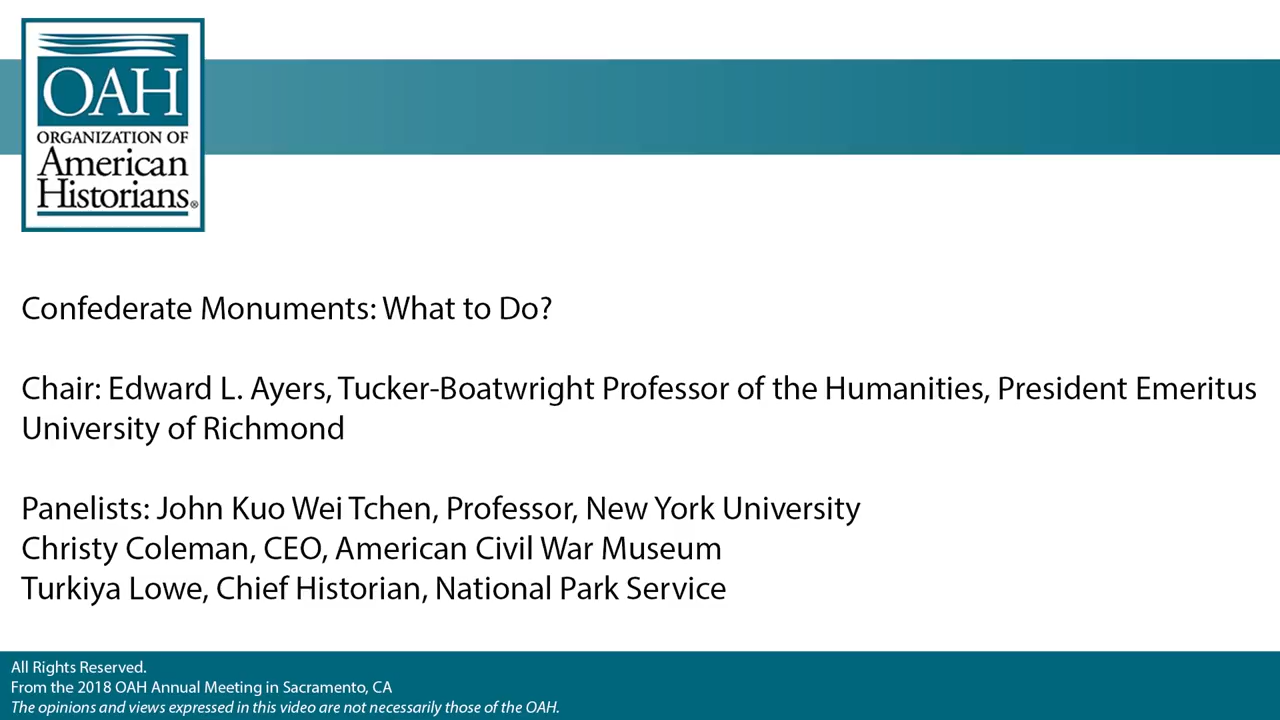 OAH
ORGANIZATION OF
American
Historians®
Confederate Monuments: What to Do?
Chair: Edward L. Ayers, Tucker-Boatwright Professor of the Humanities, President Emeritus
University of Richmond
Panelists: John Kuo Wei Tchen, Professor, New York University
Christy Coleman, CEO, American Civil War Museum
Turkiya Lowe, Chief Historian, National Park Service
All Rights Reserved.
From the 2018 OAH Annual Meeting in Sacramento, CA
The opinions and views expressed in this video are not necessarily those of the OAH.